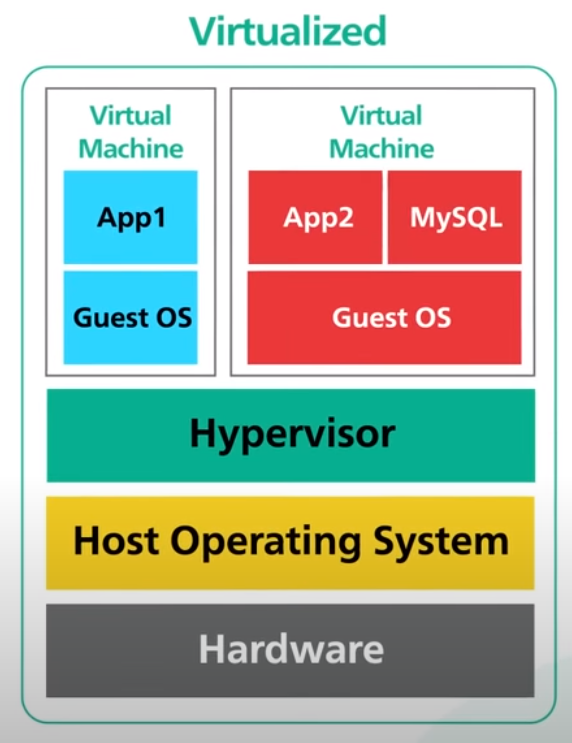 Virtualized
Virtual
Machine
App1
Guest OS
Virtual
Machine
App2
MySQL
Guest OS
Hypervisor
Host Operating System
Hardware